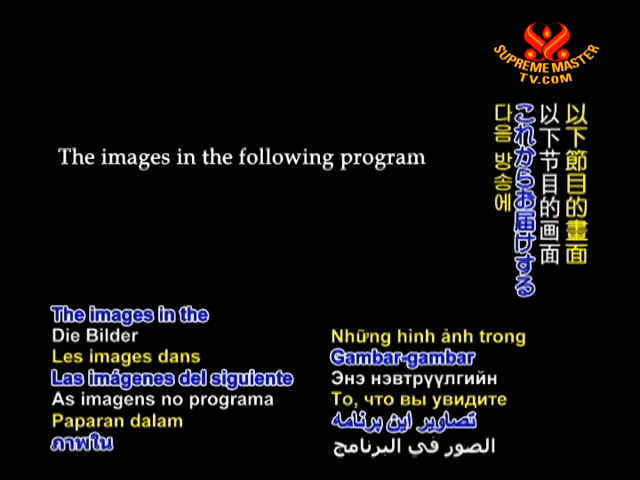 SUPREME MASTER
TV.COM
The images in the following program
以下節目的畫面
以下节目的画面
これからお届けする
다음 방송에
The images in the
Die Bilder
Les images dans
Las imágenes del siguiente
As imagens no programa
Paparan dalam
ภาพใน
Những hình ảnh trong
Gambar-gambar
Энэ нэвтрүүлгийн
То, что вы увидите
تصاویر این برنامه
الصور في البرنامج